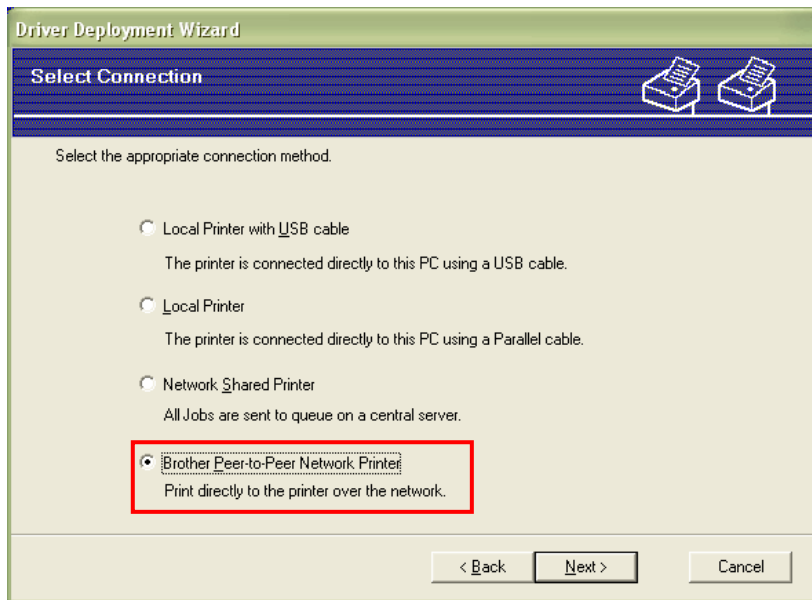 Driver Deployment Wizard
Select Connection
Select the appropriate connection method.
Local Printer with USB cable
The printer is connected directly to this PC using a USB cable.
Local Printer
The printer is connected directly to this PC using a Parallel cable.
Network Shared Printer
All Jobs are sent to queue on a central server.
Brother Peer-to-Peer Network Printer
Print directly to the printer over the network.
< Back Next > Cancel